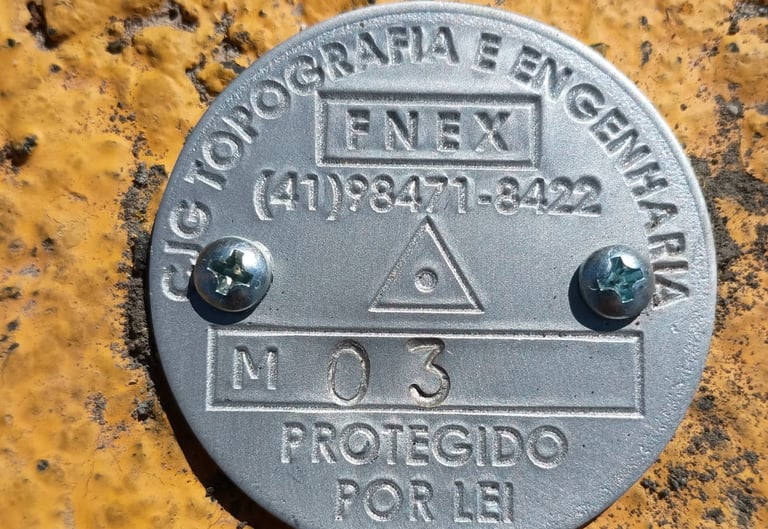 CJG TOPOGRAFIA E ENGENHARIA
FNEX
(41)98471-8422
M 03
PROTEGIDO
POR LEI